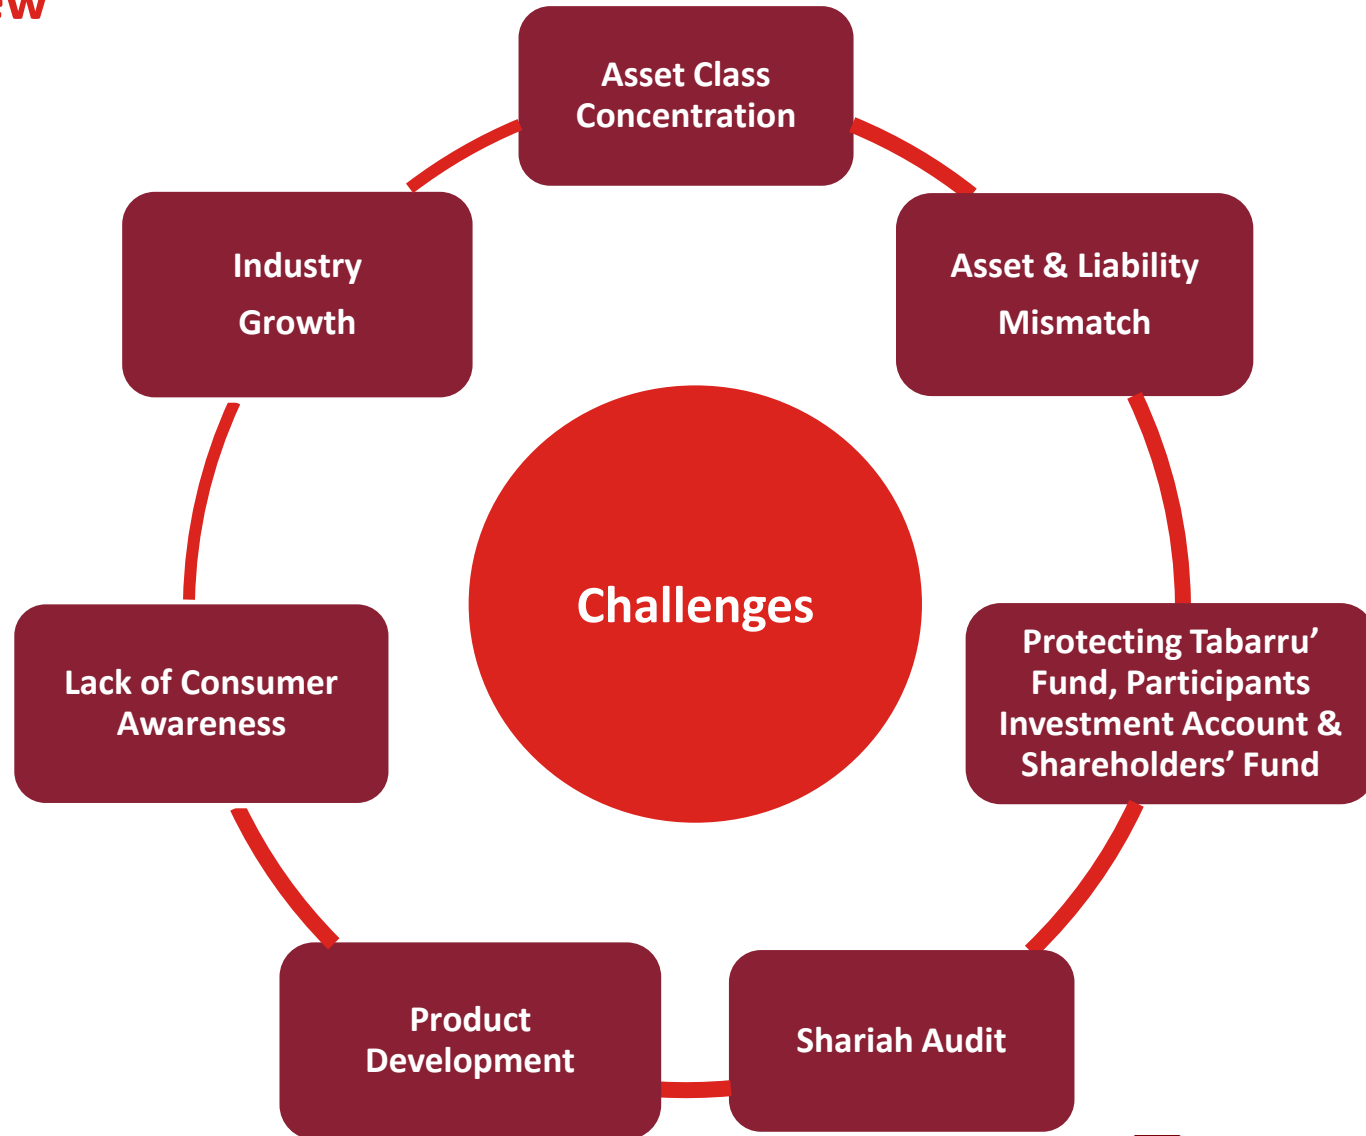 Asset Class
Concentration
Asset & Liability
Mismatch
Protecting Tabarru’
Fund, Participants
Investment Account &
Shareholders’ Fund
Shariah Audit
Product
Development
Lack of Consumer
Awareness
Industry
Growth
Challenges